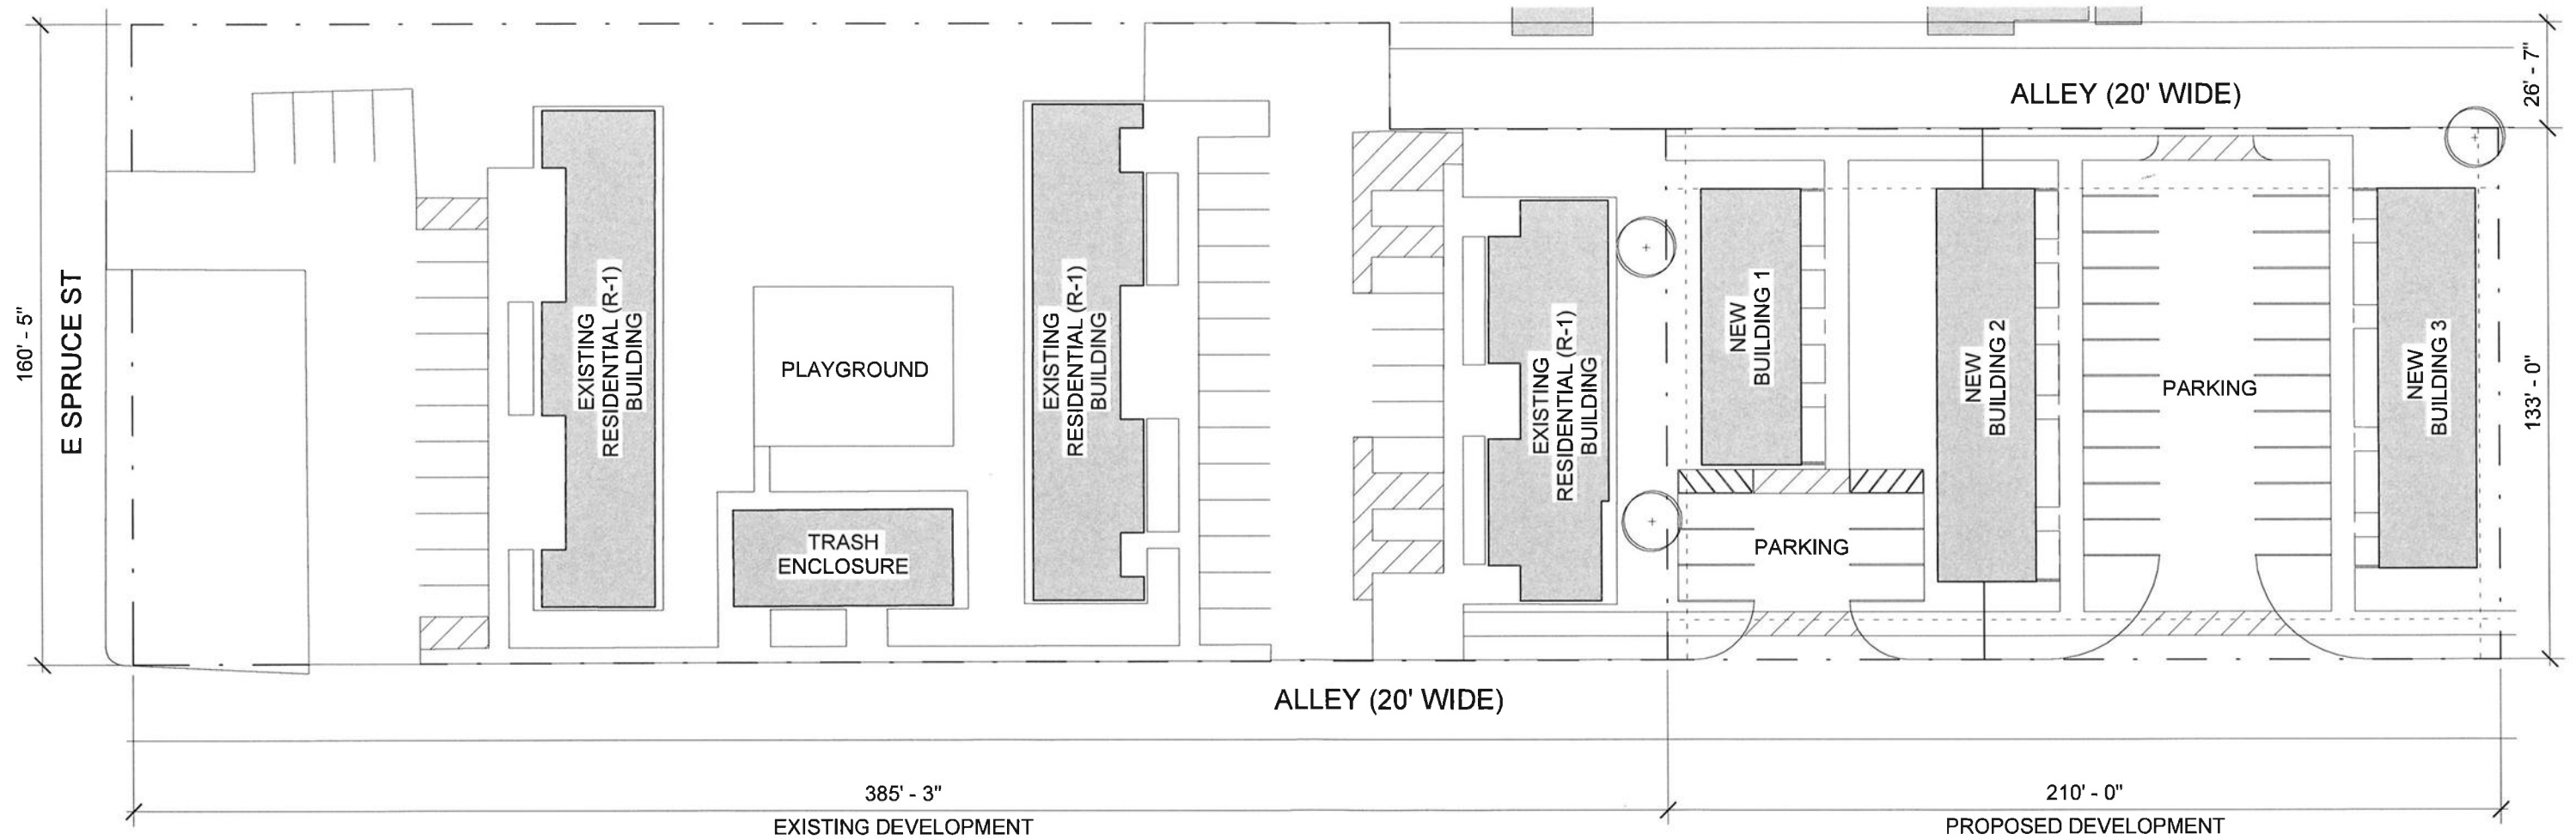 ALLEY (20' WIDE)
26' - 7"
160' - 5"
E SPRUCE ST
EXISTING
RESIDENTIAL (R-1)
BUILDING
PLAYGROUND
TRASH
ENCLOSURE
EXISTING
RESIDENTIAL (R-1)
BUILDING
EXISTING
RESIDENTIAL (R-1)
BUILDING
NEW
BUILDING 1
PARKING
NEW
BUILDING 2
PARKING
NEW
BUILDING 3
133' - 0"
ALLEY (20' WIDE)
385' - 3"
EXISTING DEVELOPMENT
210' - 0"
PROPOSED DEVELOPMENT